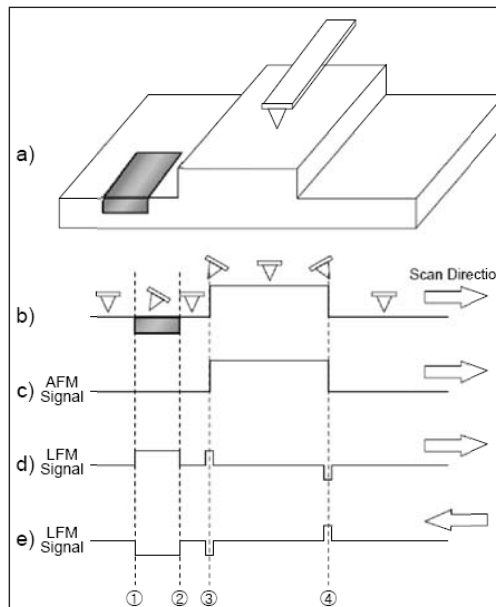 a)
Scan Directio
b)
c) AFM
Signal
d) LFM
Signal
e) LFM
Signal
① ② ③ ④